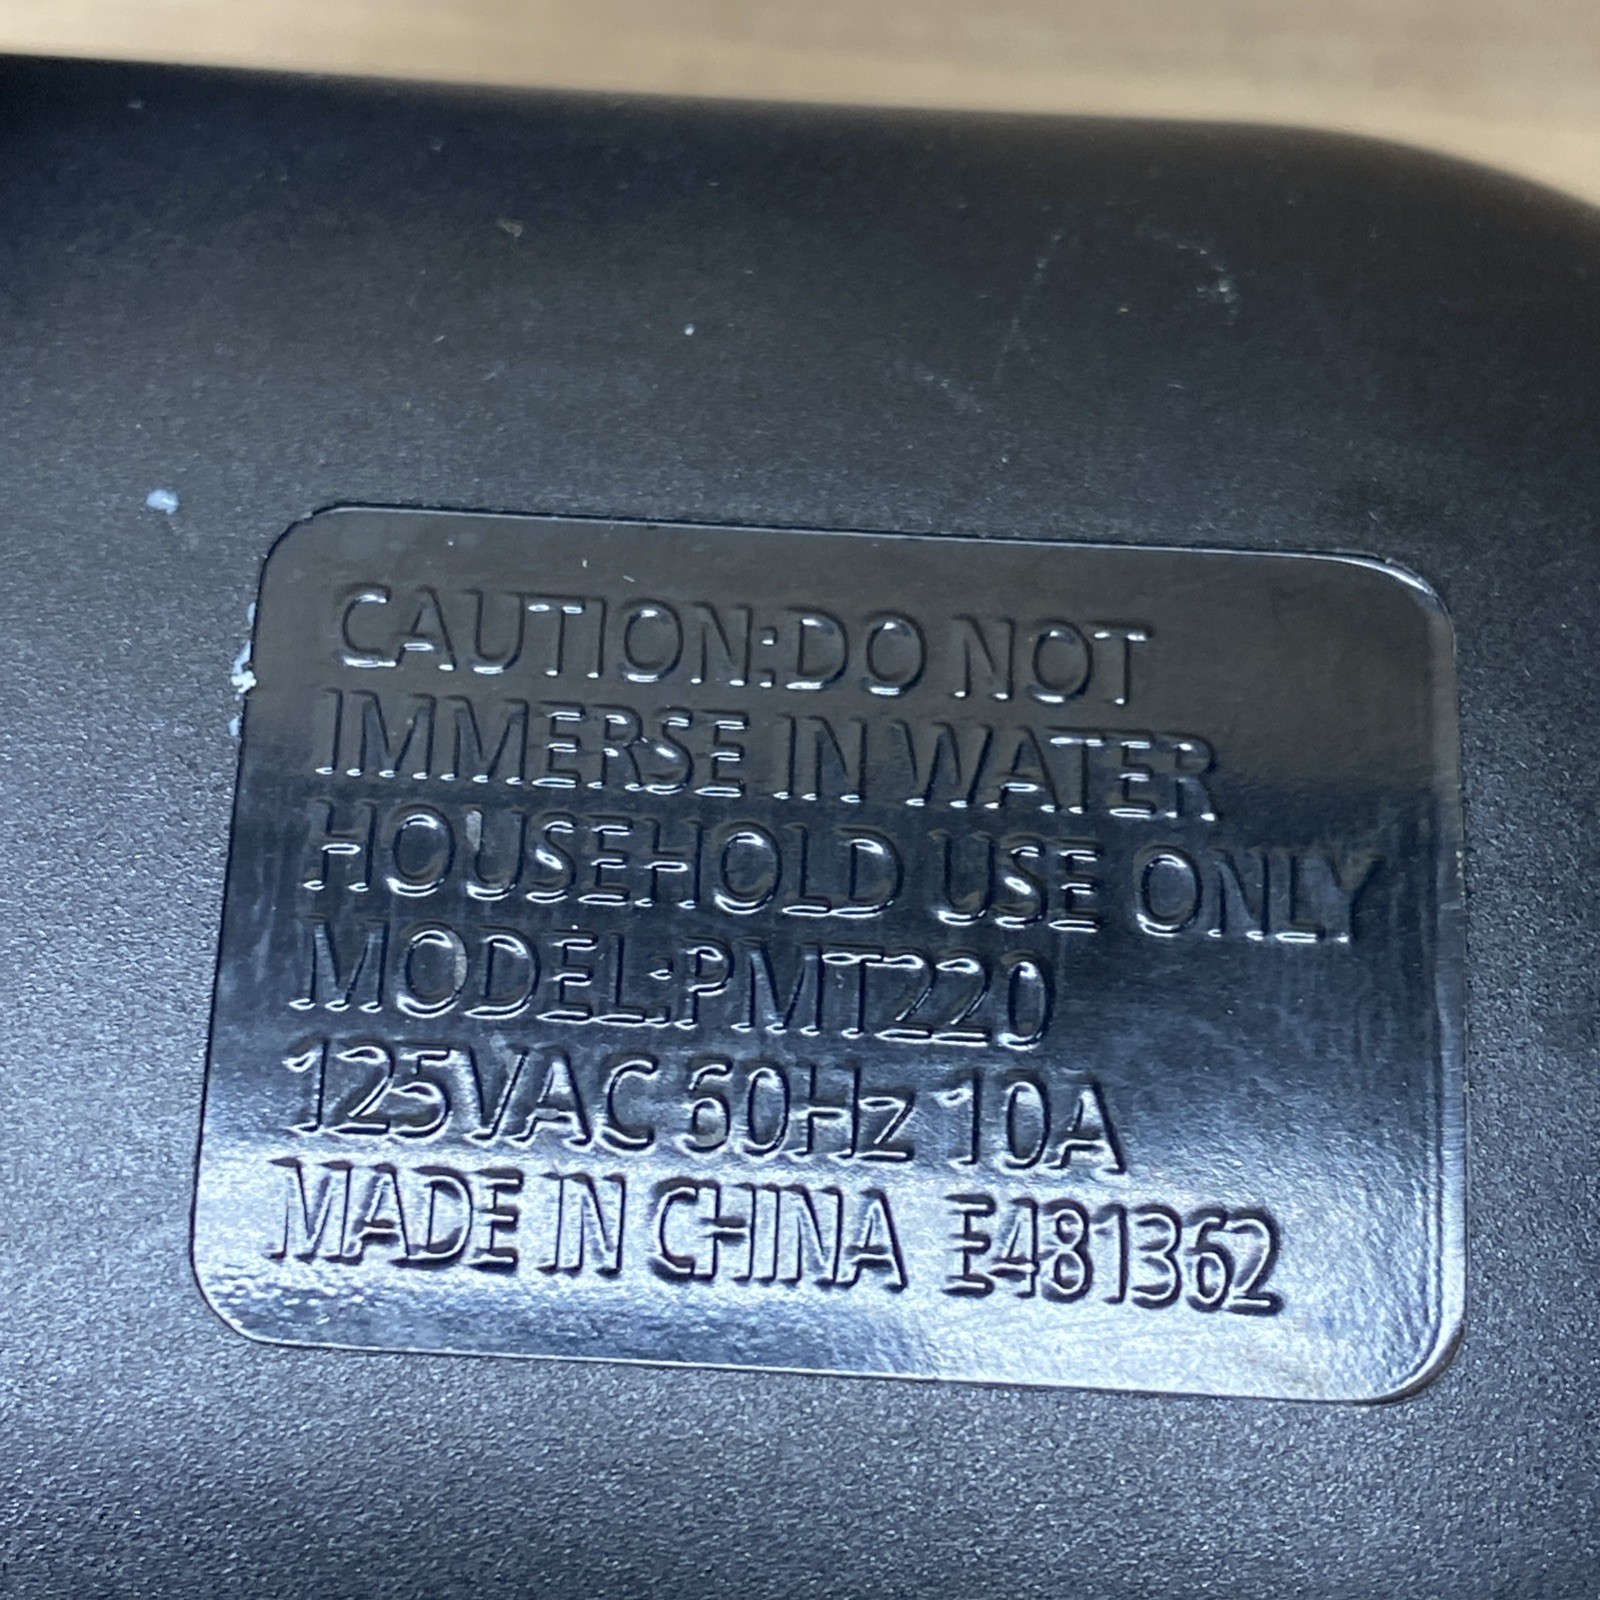 CAUTION:DO NOT
IMMERSE IN WATER
HOUSEHOLD USE ONLY
MODEL:PMT220
125VAC 60Hz 10A
MADE IN CHINA E481362